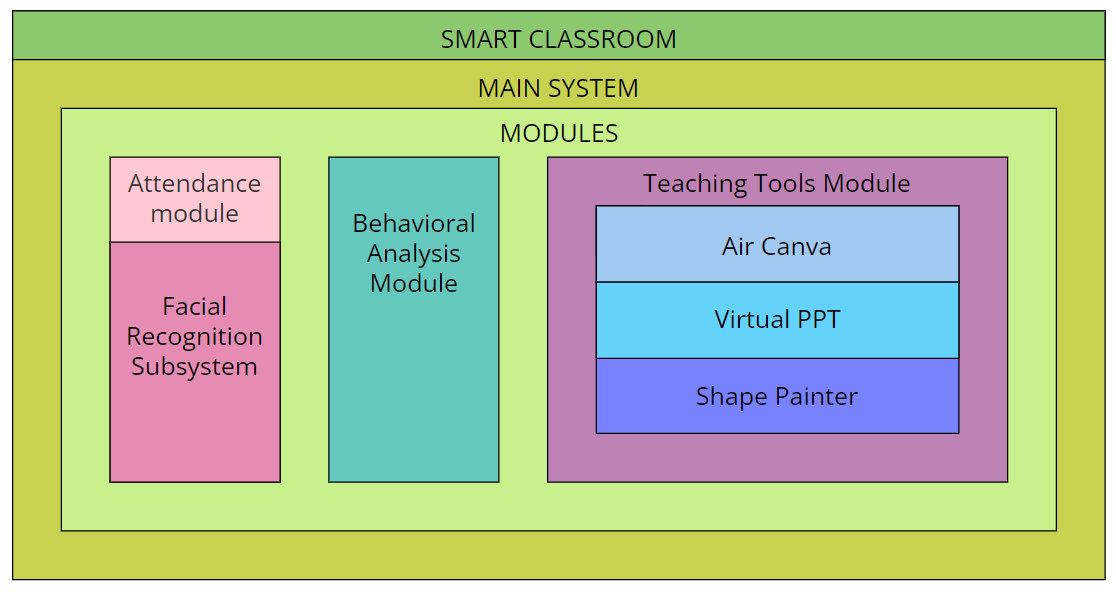 SMART CLASSROOM
MAIN SYSTEM
MODULES
Attendance
module
Facial
Recognition
Subsystem
Behavioral
Analysis
Module
Teaching Tools Module
Air Canva
Virtual PPT
Shape Painter